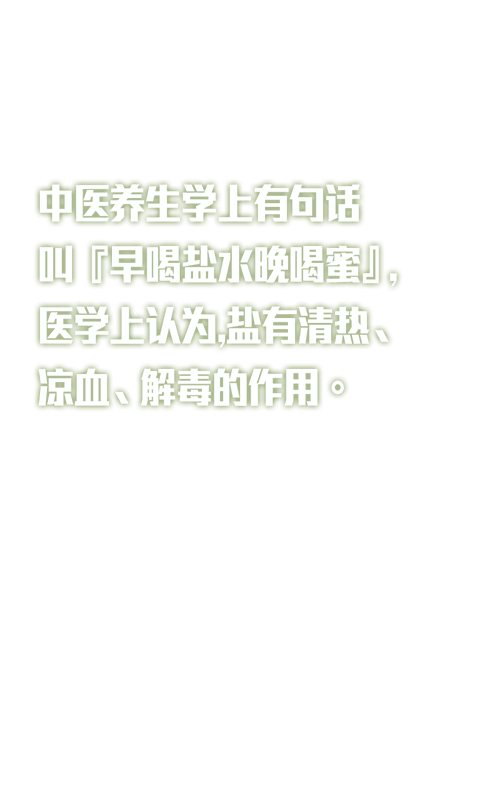 中医养生学上有句话
叫『早喝盐水晚喝蜜』,
医学上认为,盐有清热、
凉血、解毒的作用。